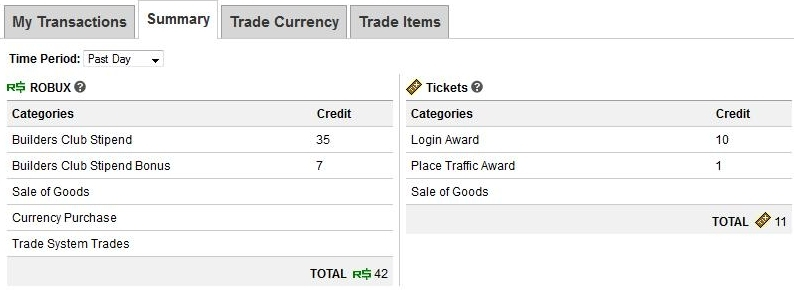 My Transactions Summary Trade Currency Trade Items
Time Period: Past Day
R$ ROBUX ?
Categories Credit
Builders Club Stipend 35
Builders Club Stipend Bonus 7
Sale of Goods
Currency Purchase
Trade System Trades
TOTAL R$ 42
Tickets ?
Categories Credit
Login Award 10
Place Traffic Award 1
Sale of Goods
TOTAL 11